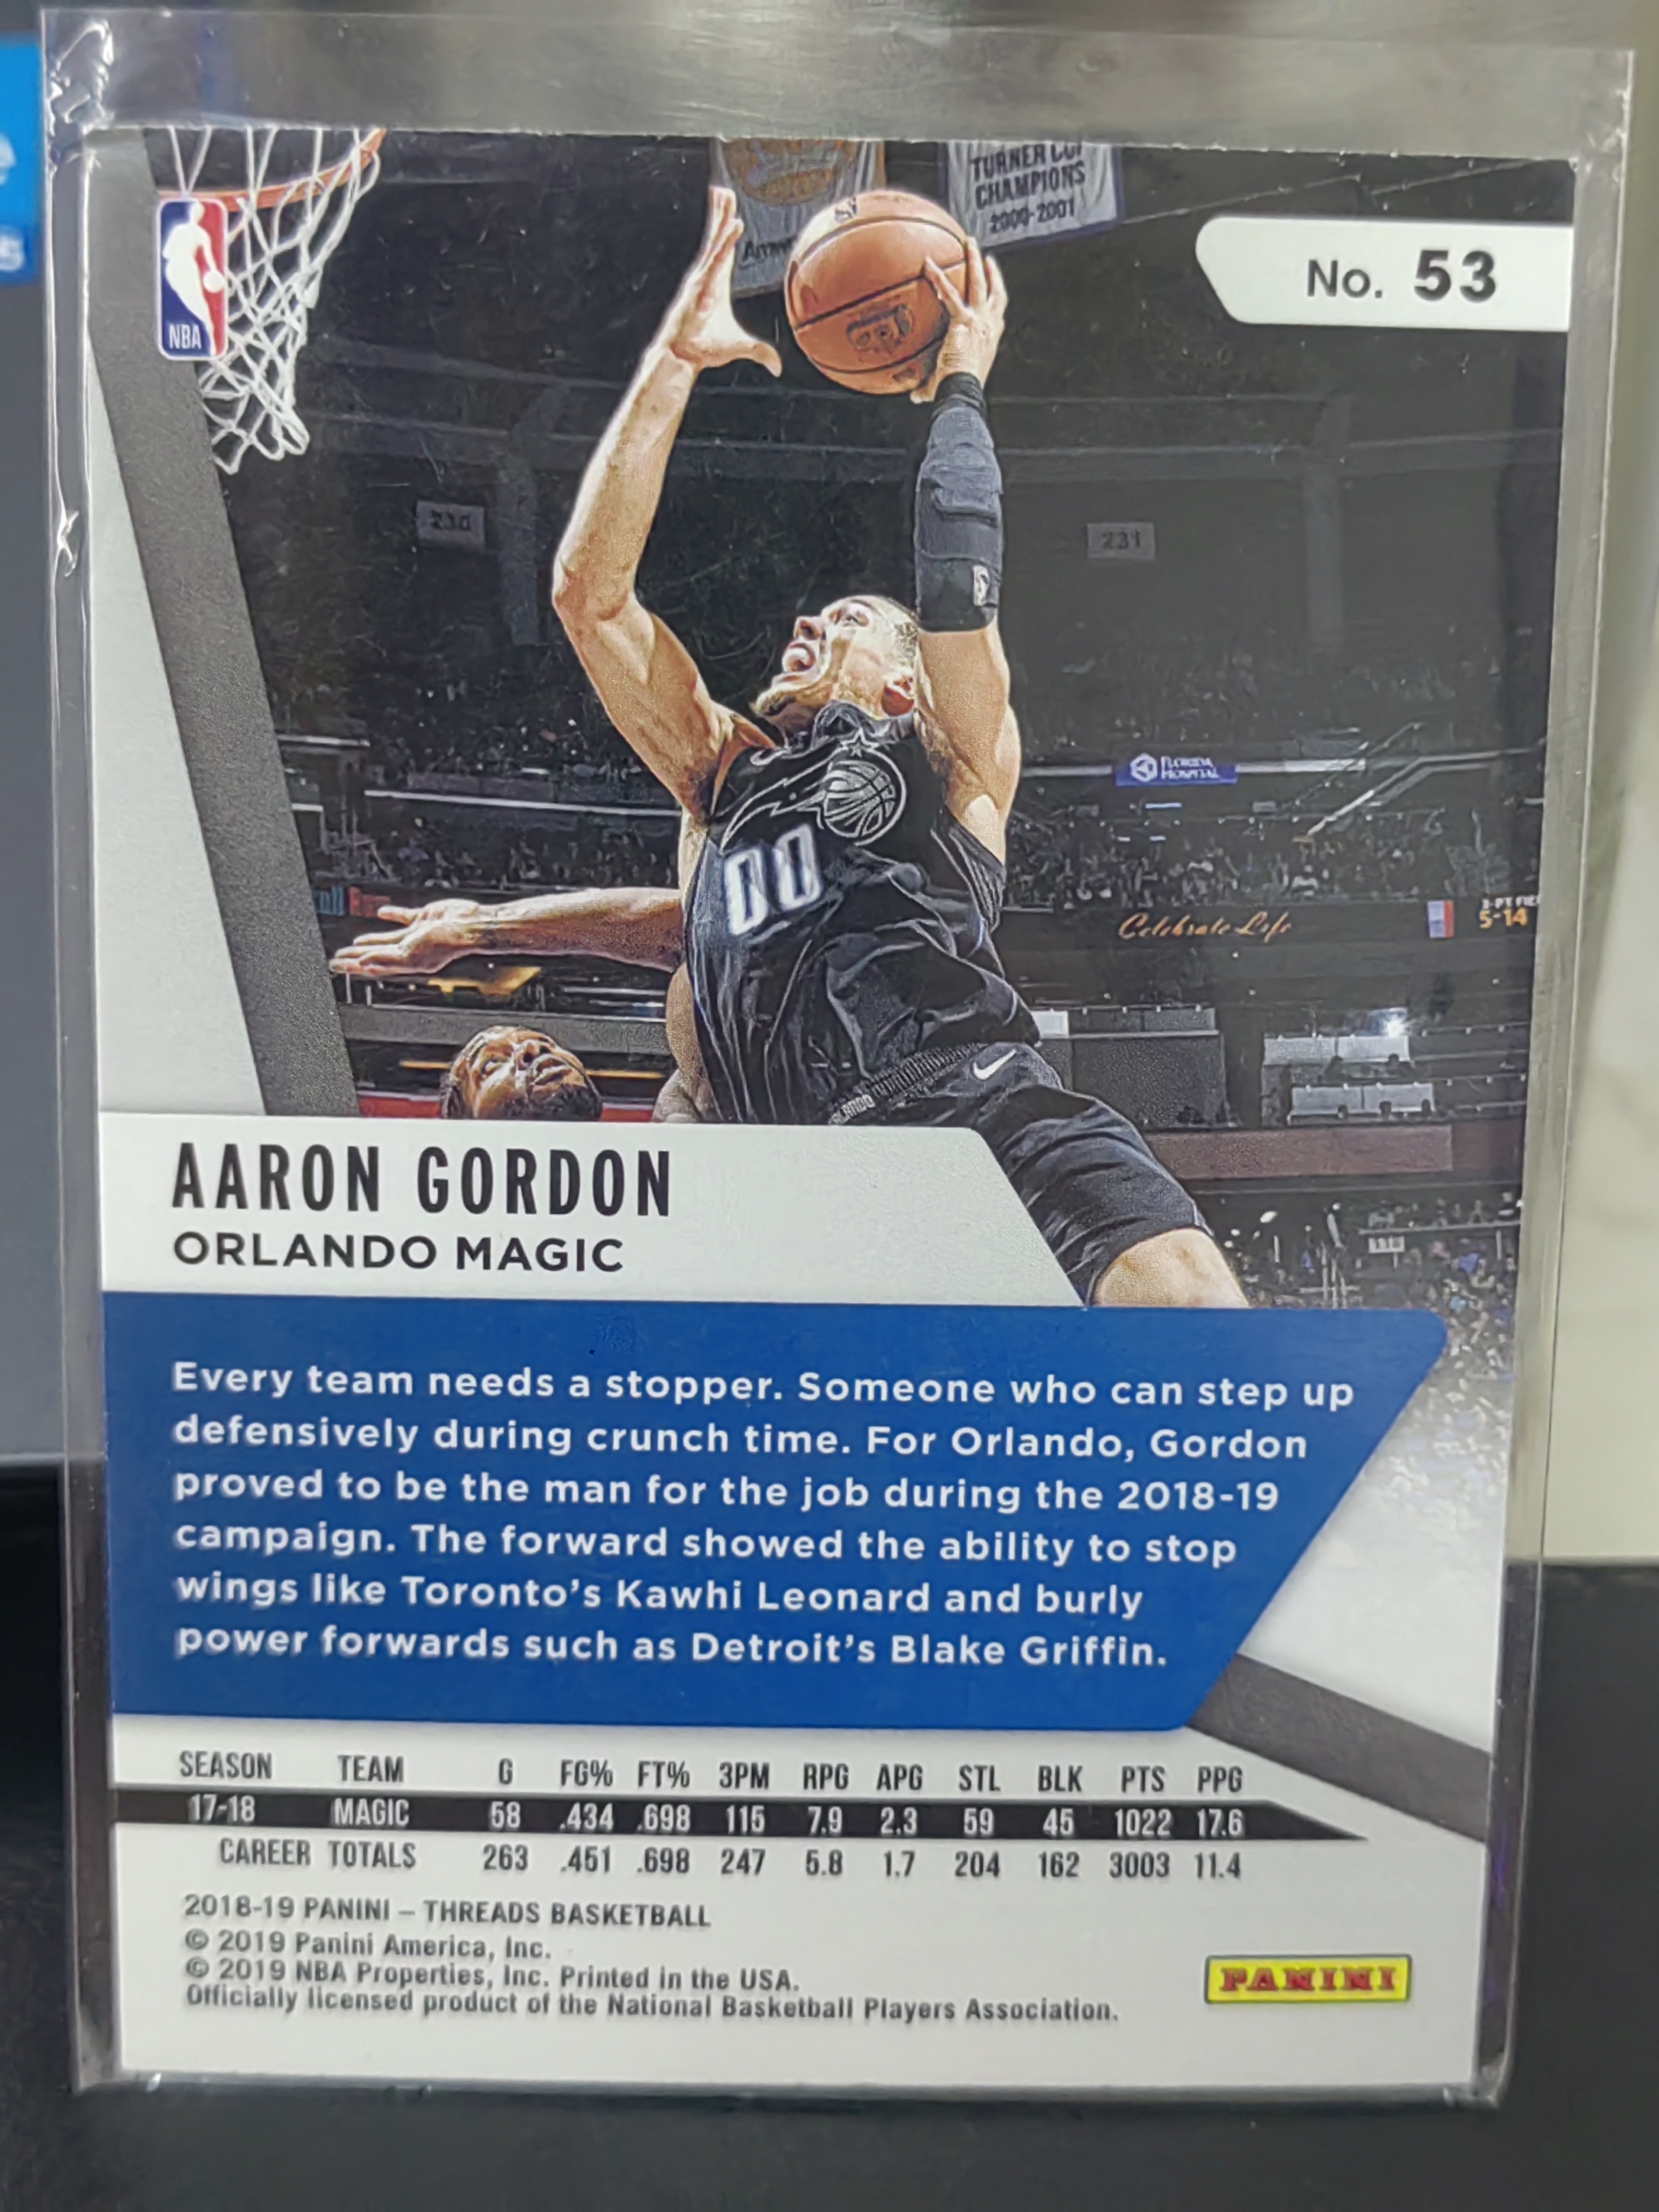 TURNER CUP
CHAMPIONS
2000-2001
No. 53
NBA
230
231
FLORIDA
HOSPITAL
00
Celebrate Life
3-PT FIE
5-14
ORLANDO
AARON GORDON
ORLANDO MAGIC
118
Every team needs a stopper. Someone who can step up
defensively during crunch time. For Orlando, Gordon
proved to be the man for the job during the 2018-19
campaign. The forward showed the ability to stop
wings like Toronto's Kawhi Leonard and burly
power forwards such as Detroit's Blake Griffin.
SEASON TEAM G FG% FT% 3PM RPG APG STL BLK PTS PPG
17-18 MAGIC 58 .434 .698 115 7.9 2.3 59 45 1022 17.6
CAREER TOTALS 263 .451 .698 247 5.8 1.7 204 162 3003 11.4
2018-19 PANINI – THREADS BASKETBALL
© 2019 Panini America, Inc.
© 2019 NBA Properties, Inc. Printed in the USA.
Officially licensed product of the National Basketball Players Association.
PANINI